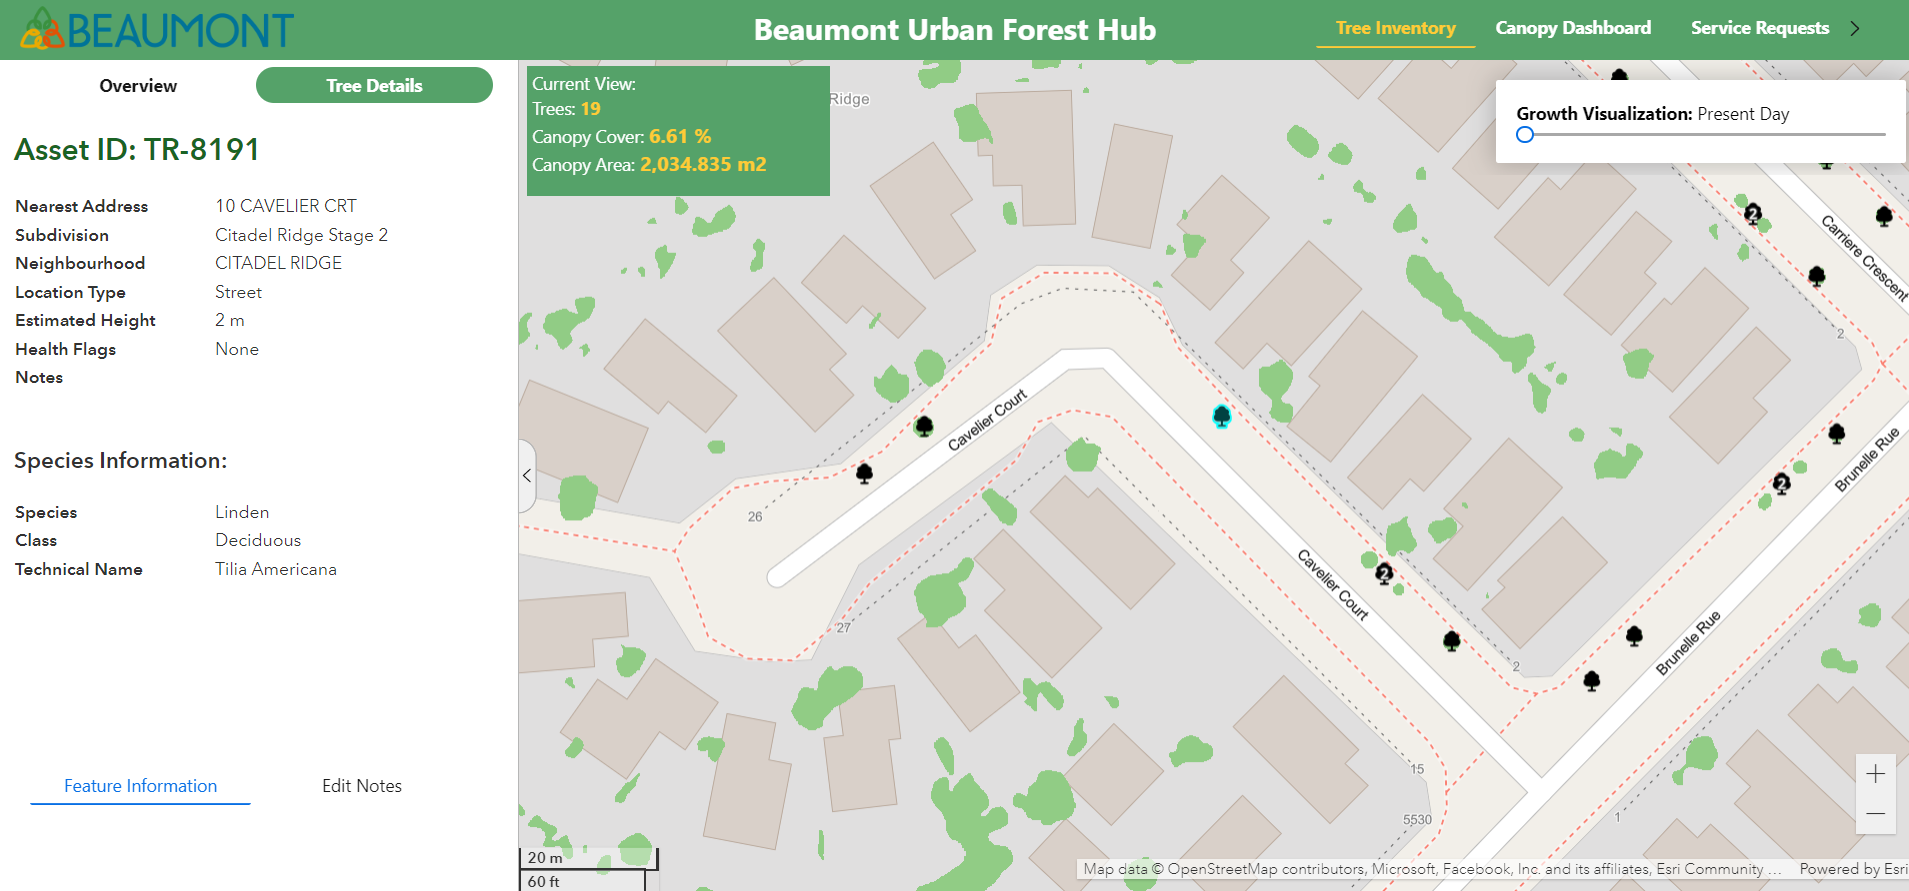 BEAUMONT
Beaumont Urban Forest Hub
Tree Inventory
Canopy Dashboard
Service Requests
Overview
Tree Details
Asset ID: TR-8191
Nearest Address 10 CAVELIER CRT
Subdivision Citadel Ridge Stage 2
Neighbourhood CITADEL RIDGE
Location Type Street
Estimated Height 2 m
Health Flags None
Notes
Species Information:
Species Linden
Class Deciduous
Technical Name Tilia Americana
Feature Information
Edit Notes
Current View:
Trees: 19
Canopy Cover: 6.61 %
Canopy Area: 2,034.835 m2
Ridge
Growth Visualization: Present Day
2
Carriere Crescent
2
Cavelier Court
2
Brunelle Rue
26
Cavelier Court
2
27
2
Brunelle Rue
15
5530
1
+
−
20 m
60 ft
Map data © OpenStreetMap contributors, Microsoft, Facebook, Inc. and its affiliates, Esri Community ...
Powered by Esri